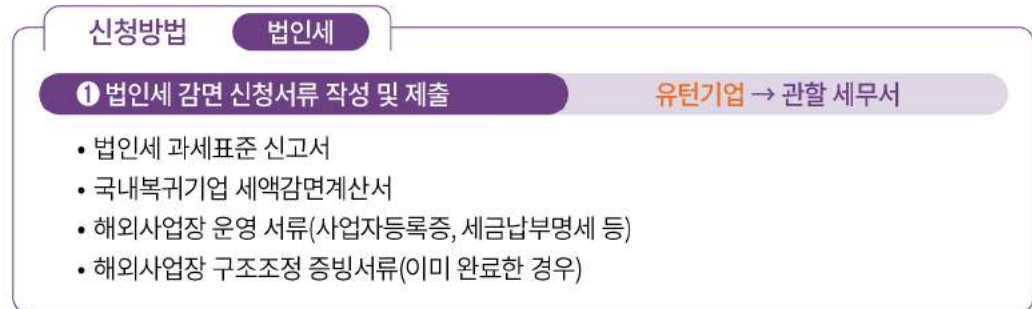 신청방법 법인세
❶ 법인세 감면 신청서류 작성 및 제출 유턴기업 → 관할 세무서
• 법인세 과세표준 신고서
• 국내복귀기업 세액감면계산서
• 해외사업장 운영 서류(사업자등록증, 세금납부명세 등)
• 해외사업장 구조조정 증빙서류(이미 완료한 경우)